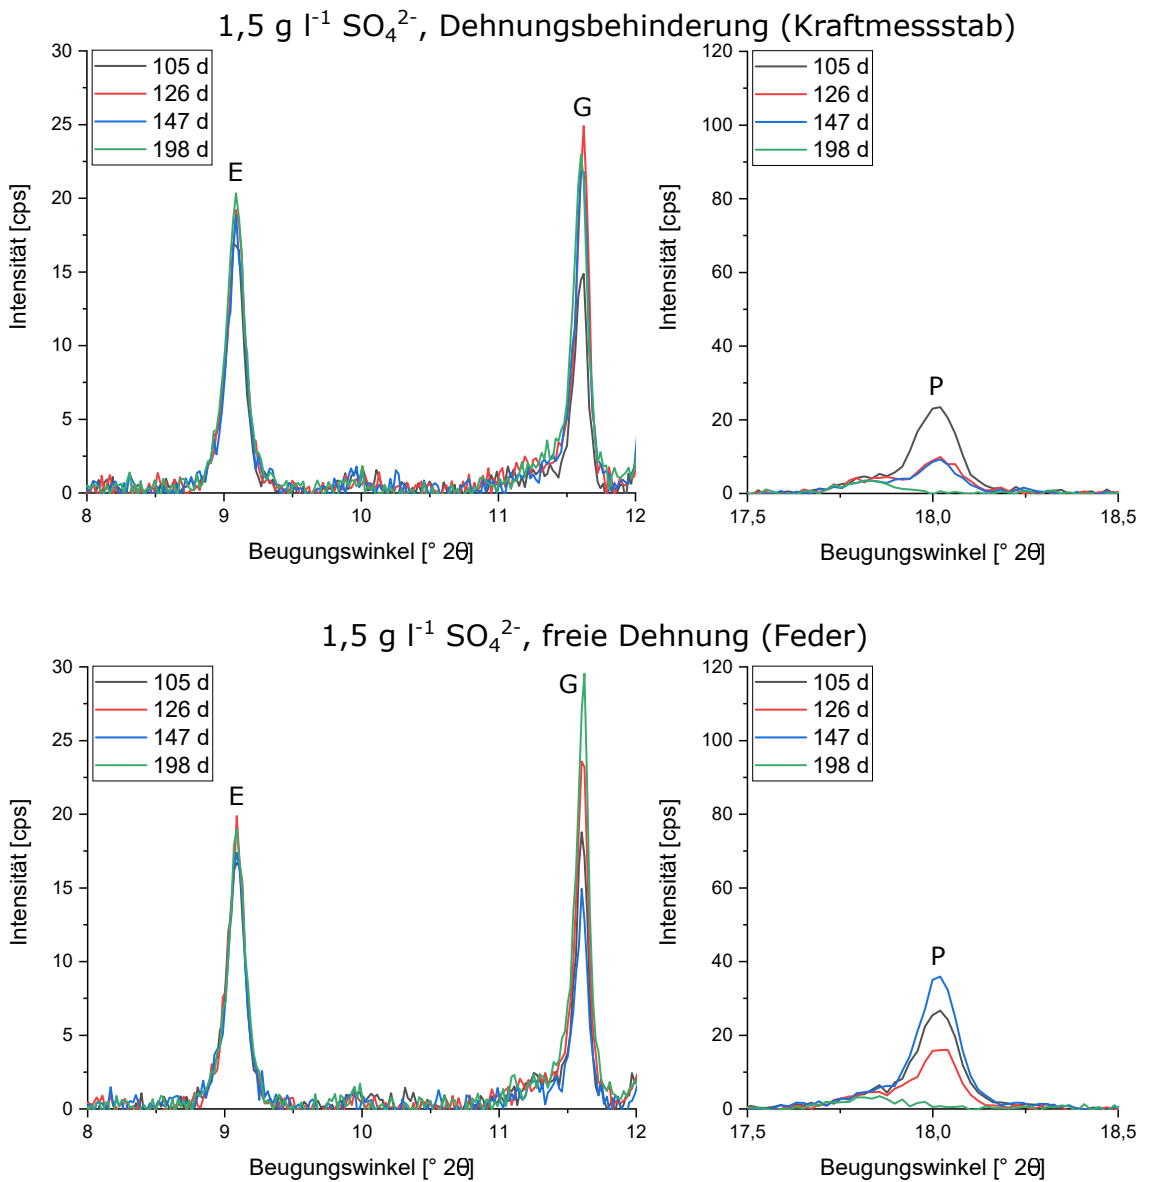 1,5 g l⁻¹ SO₄²⁻, Dehnungsbehinderung (Kraftmessstab)
30
25
20
15
10
5
0
Intensität [cps]
105 d
126 d
147 d
198 d
E
G
8
9
10
11
12
Beugungswinkel [° 2θ]
120
100
80
60
40
20
0
Intensität [cps]
105 d
126 d
147 d
198 d
P
17,5
18,0
18,5
Beugungswinkel [° 2θ]
1,5 g l⁻¹ SO₄²⁻, freie Dehnung (Feder)
30
25
20
15
10
5
0
Intensität [cps]
105 d
126 d
147 d
198 d
E
G
8
9
10
11
12
Beugungswinkel [° 2θ]
120
100
80
60
40
20
0
Intensität [cps]
105 d
126 d
147 d
198 d
P
17,5
18,0
18,5
Beugungswinkel [° 2θ]